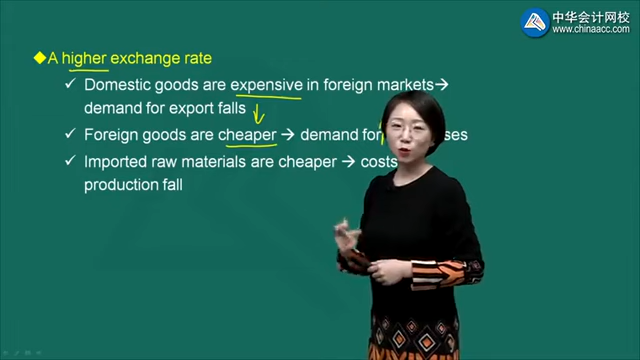 中华会计网校
www.chinaacc.com
◆A higher exchange rate
✓ Domestic goods are expensive in foreign markets→
demand for export falls
✓ Foreign goods are cheaper → demand for ses
✓ Imported raw materials are cheaper → costs
production fall